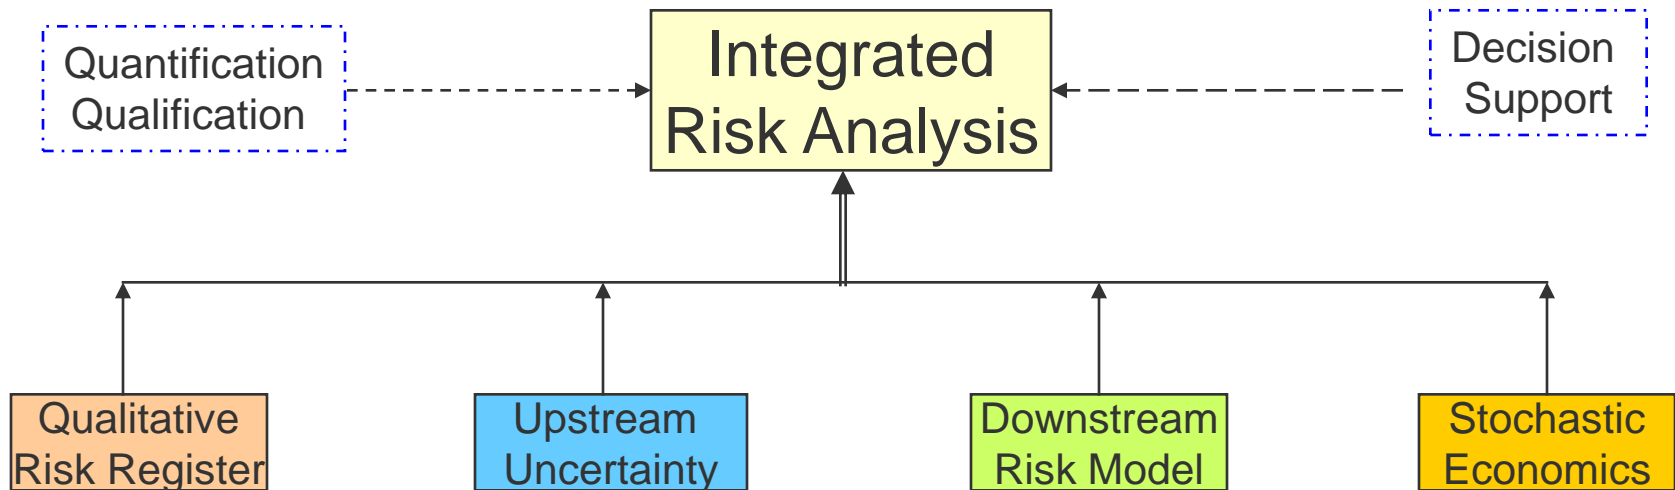 Quantification
Qualification
Integrated
Risk Analysis
Decision
Support
Qualitative
Risk Register
Upstream
Uncertainty
Downstream
Risk Model
Stochastic
Economics